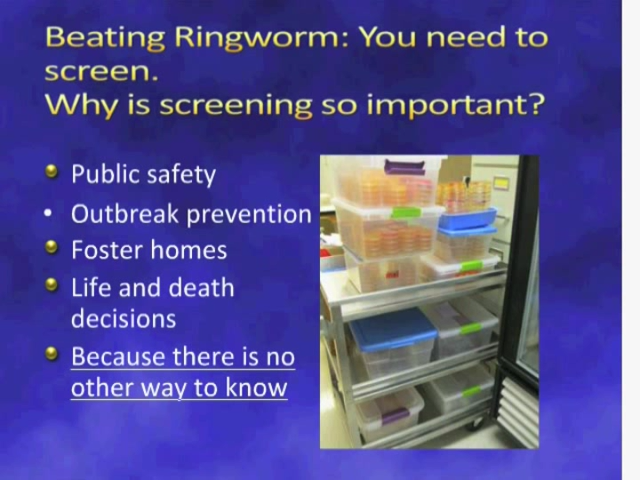 Beating Ringworm: You need to
screen.
Why is screening so important?
Public safety
Outbreak prevention
Foster homes
Life and death
decisions
Because there is no
other way to know